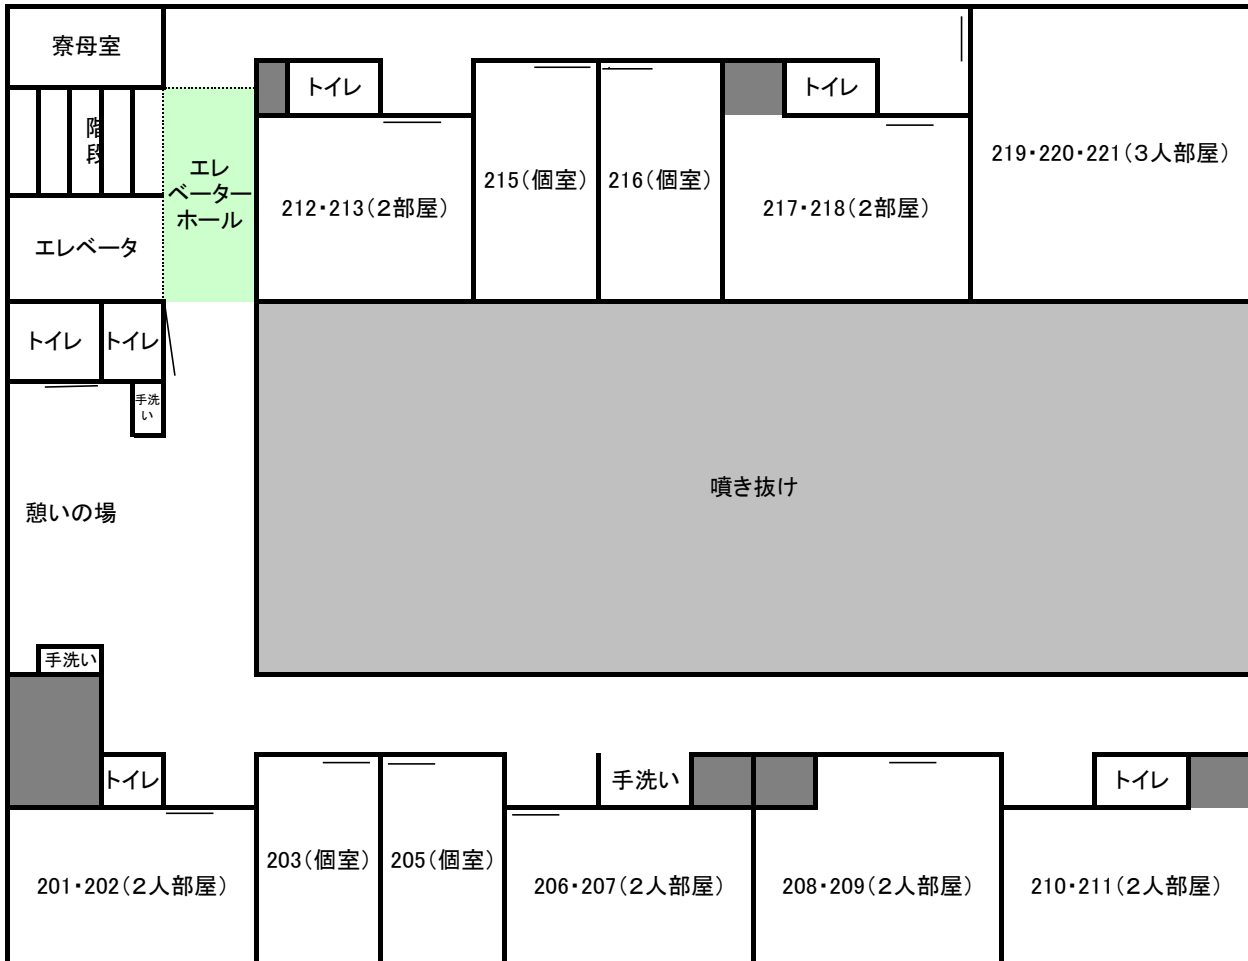 寮母室
トイレ
トイレ
階
段
エレ
ベーター
ホール
219・220・221（３人部屋）
215（個室）
216（個室）
212・213（２部屋）
217・218（２部屋）
エレベータ
トイレ
トイレ
手洗
い
噴き抜け
憩いの場
手洗い
トイレ
手洗い
トイレ
203（個室）
205（個室）
201・202（２人部屋）
206・207（２人部屋）
208・209（２人部屋）
210・211（２人部屋）